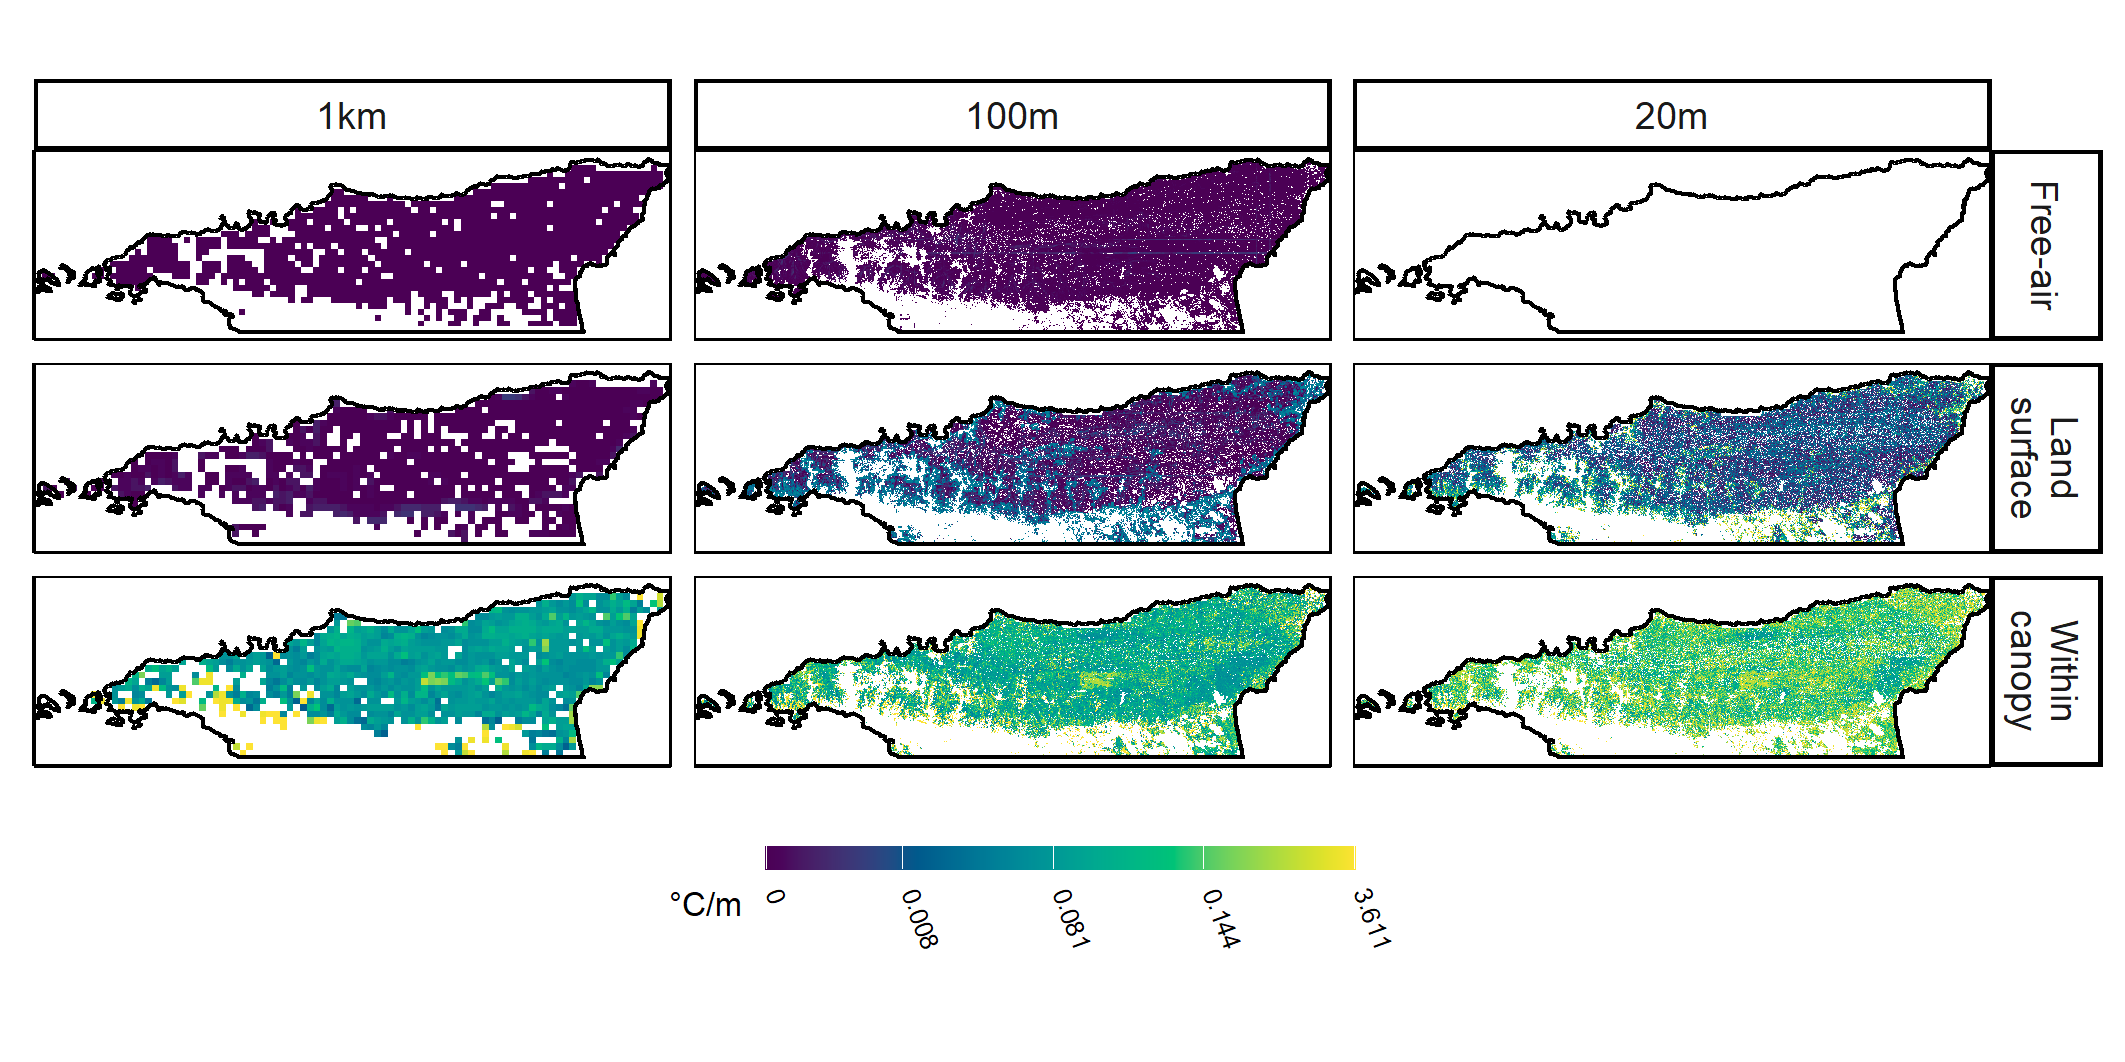 1km
100m
20m
Free-air
Land
surface
Within
canopy
°C/m
0
0.008
0.081
0.144
3.611